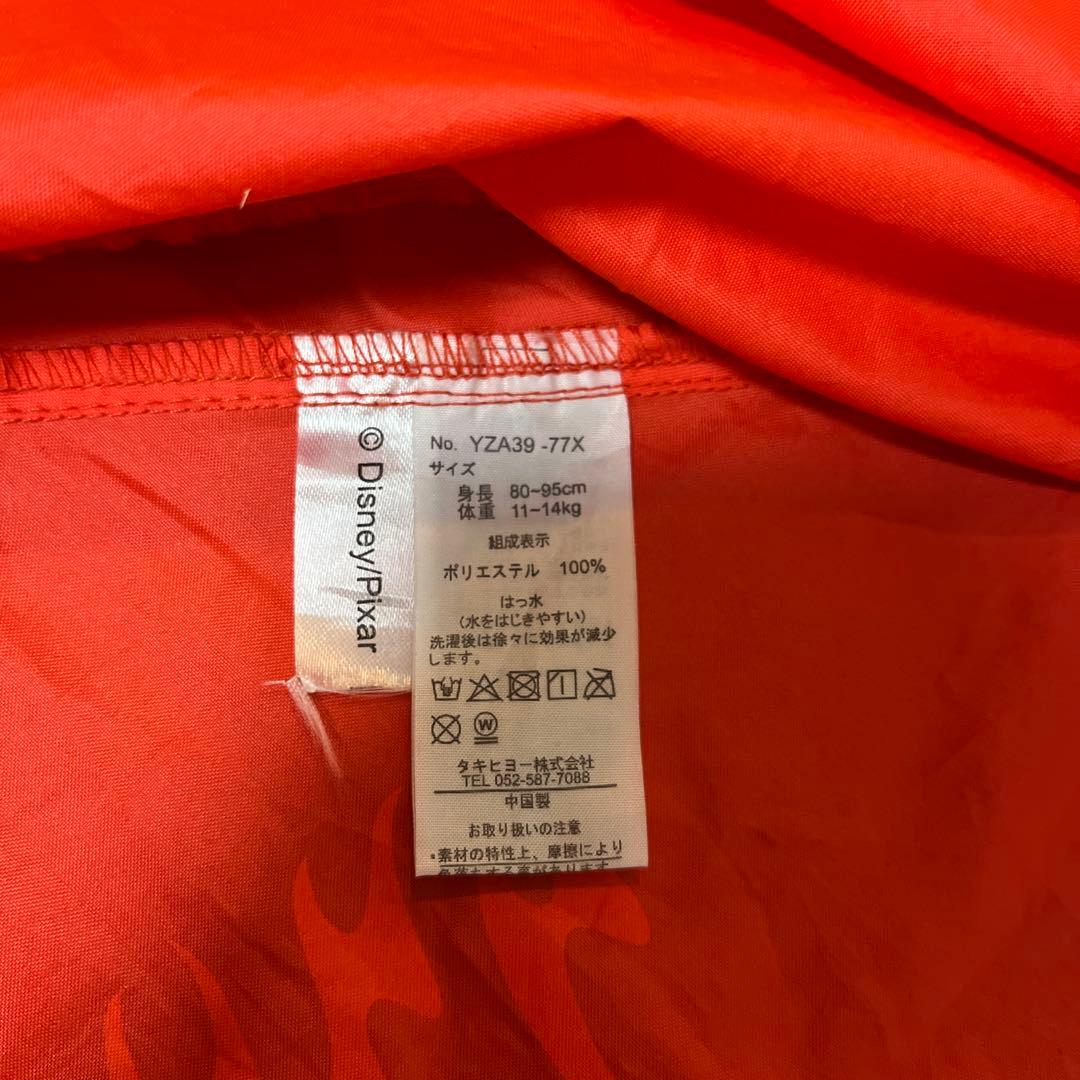 © Disney/Pixar
No. YZA39 -77X
サイズ
身長 80~95cm
体重 11~14kg
組成表示
ポリエステル 100%
はっ水
(水をはじきやすい)
洗濯後は徐々に効果が減少
します。
W
タキヒヨー株式会社
TEL 052-587-7088
中国製
お取り扱いの注意
・素材の特性上、摩擦により